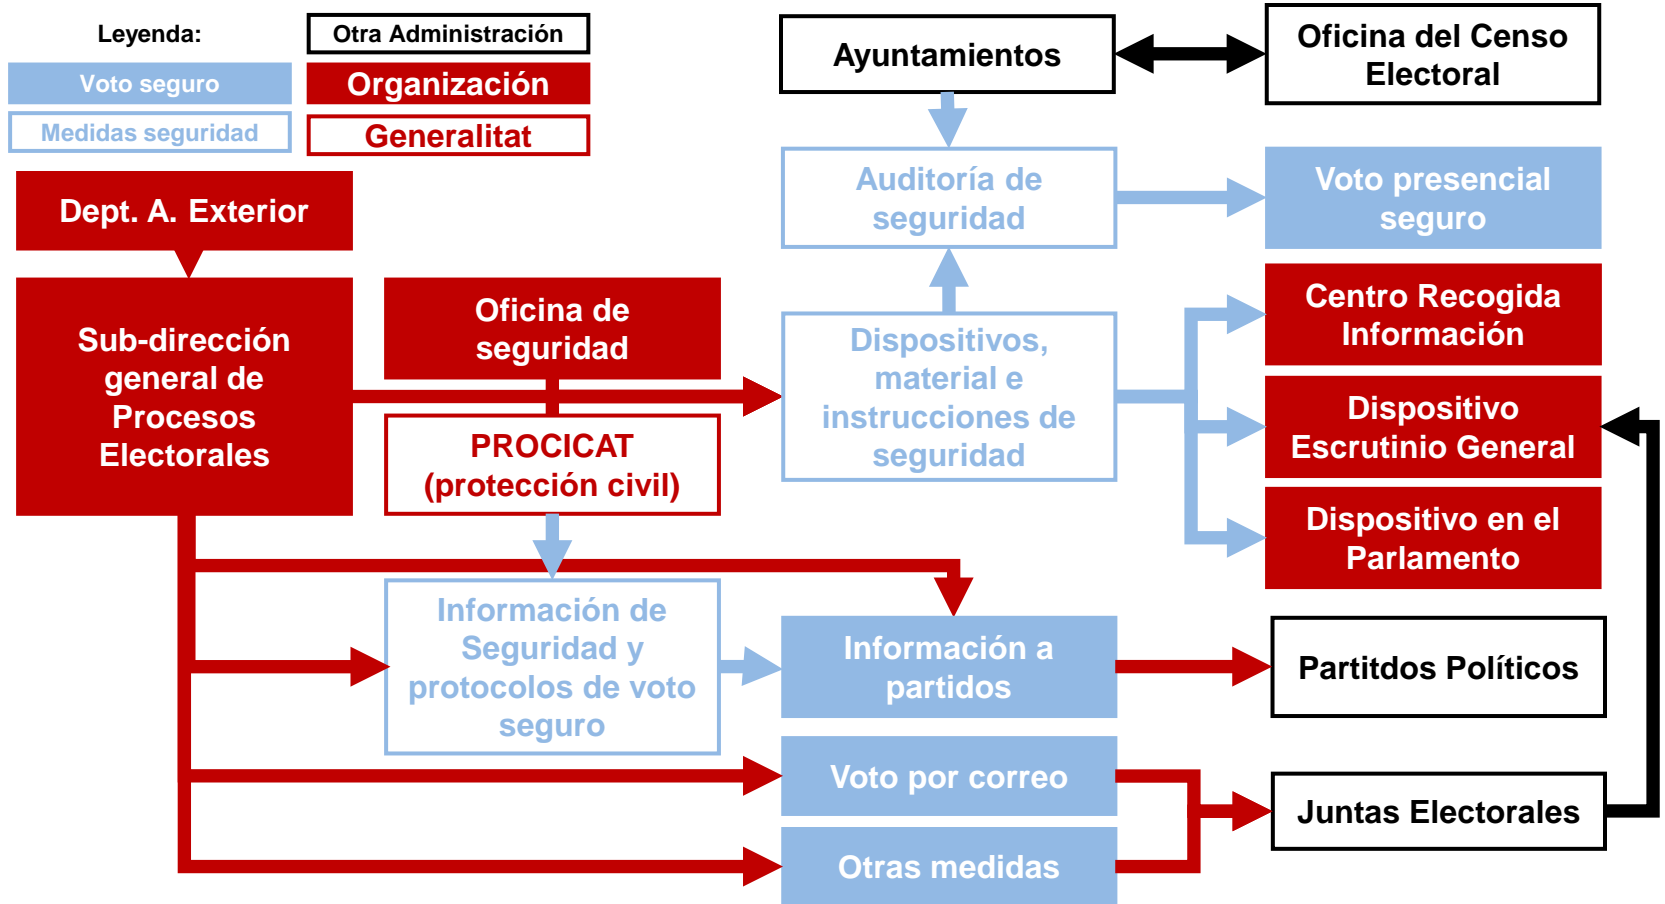 Leyenda:
Otra Administración
Voto seguro
Organización
Medidas seguridad
Generalitat
Ayuntamientos
Oficina del Censo
Electoral
Auditoría de
seguridad
Voto presencial
seguro
Dept. A. Exterior
Sub-dirección
general de
Procesos
Electorales
Oficina de
seguridad
PROCICAT
(protección civil)
Dispositivos,
material e
instrucciones de
seguridad
Centro Recogida
Información
Dispositivo
Escrutinio General
Dispositivo en el
Parlamento
Información de
Seguridad y
protocolos de voto
seguro
Información a
partidos
Partitdos Políticos
Voto por correo
Juntas Electorales
Otras medidas